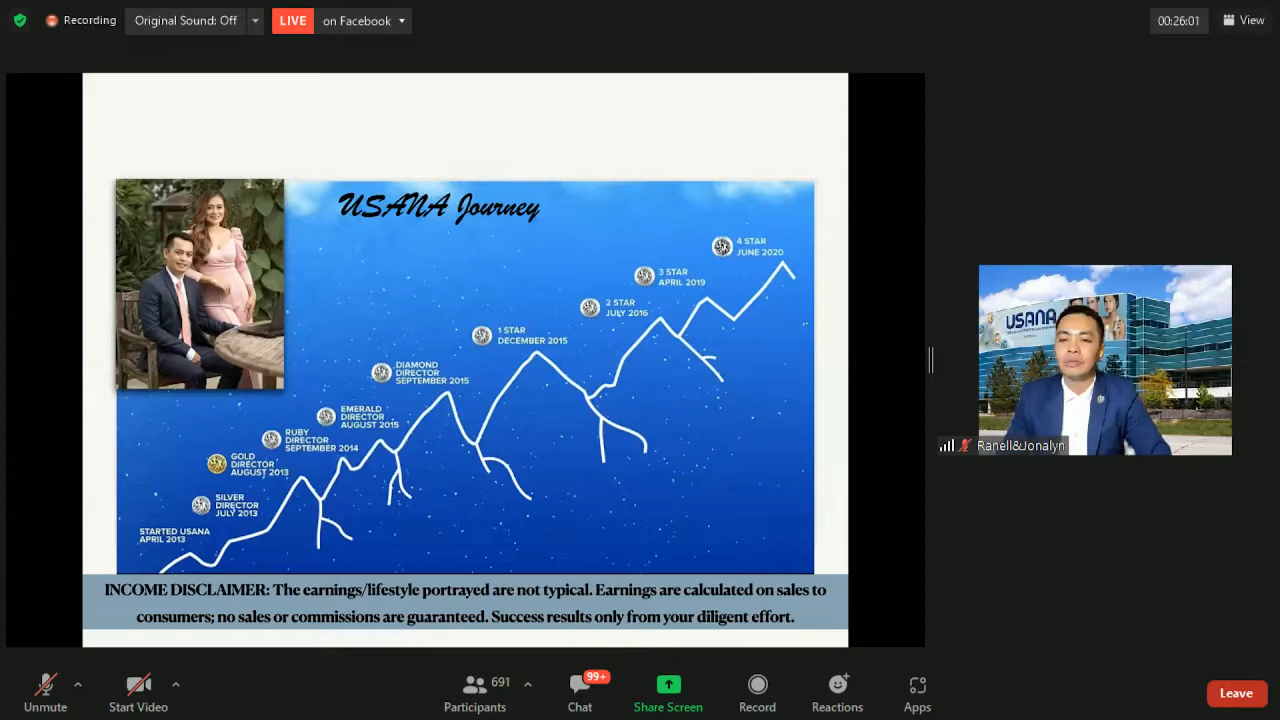 Recording
Original Sound: Off
LIVE
on Facebook
00:26:01
View
USANA Journey
4 STAR
JUNE 2020
3 STAR
APRIL 2019
2 STAR
JULY 2016
1 STAR
DECEMBER 2015
DIAMOND
DIRECTOR
SEPTEMBER 2015
EMERALD
DIRECTOR
AUGUST 2015
RUBY
DIRECTOR
SEPTEMBER 2014
GOLD
DIRECTOR
AUGUST 2013
SILVER
DIRECTOR
JULY 2013
STARTED USANA
APRIL 2013
INCOME DISCLAIMER: The earnings/lifestyle portrayed are not typical. Earnings are calculated on sales to
consumers; no sales or commissions are guaranteed. Success results only from your diligent effort.
USANA
Ranell&Jonalyn
Unmute
Start Video
691
Participants
99+
Chat
Share Screen
Record
Reactions
Apps
Leave